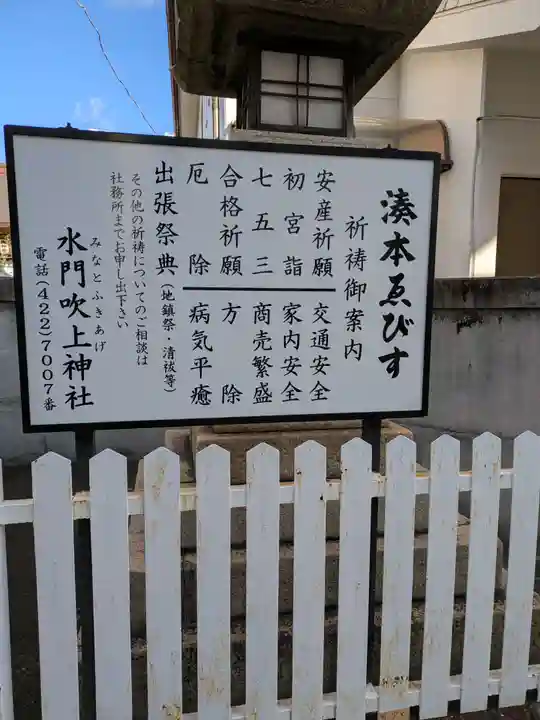 湊本ゑびす
祈祷御案内
安産祈願 交通安全
初宮詣 家内安全
七五三 商売繁盛
合格祈願 方除
厄除 病気平癒
出張祭典(地鎮祭・清祓等)
その他の祈祷についてのご相談は
社務所までお申し出下さい
みなとふきあげ
水門吹上神社
電話(422)7007番